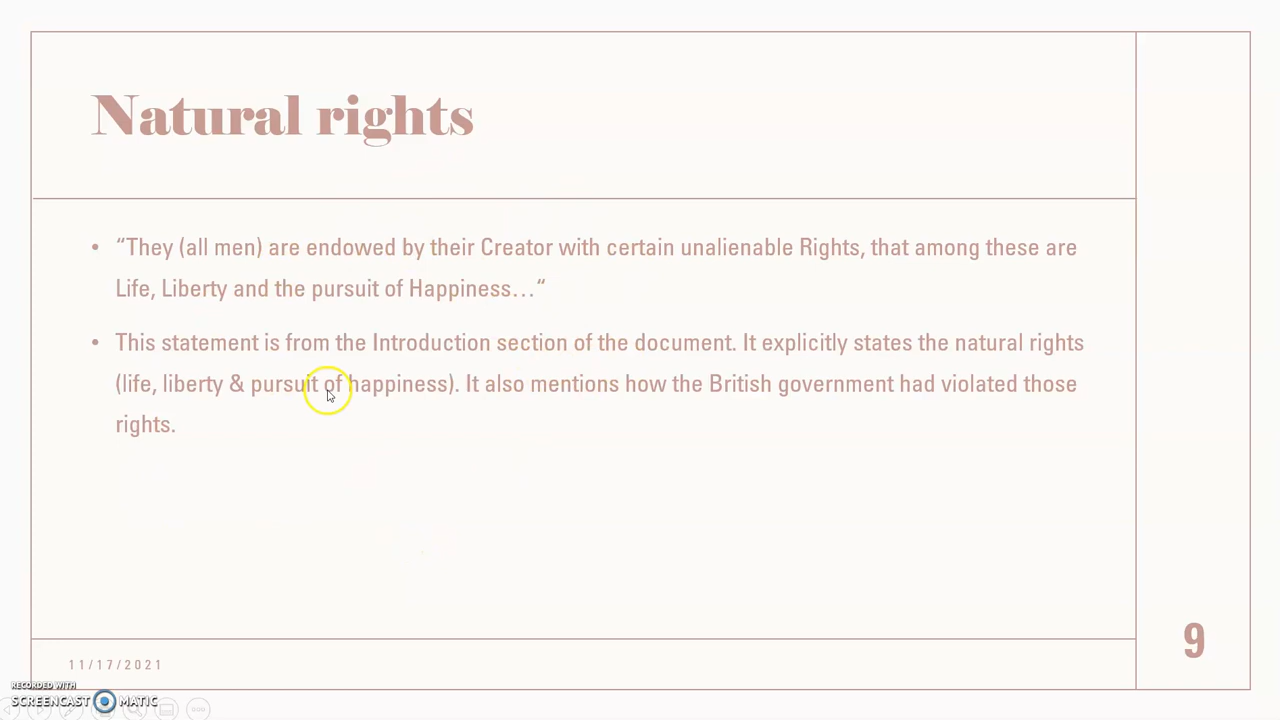 Natural rights
• “They (all men) are endowed by their Creator with certain unalienable Rights, that among these are
Life, Liberty and the pursuit of Happiness…“
• This statement is from the Introduction section of the document. It explicitly states the natural rights
(life, liberty & pursuit of happiness). It also mentions how the British government had violated those
rights.
9
11/17/2021
RECORDED WITH
SCREENCAST MATIC